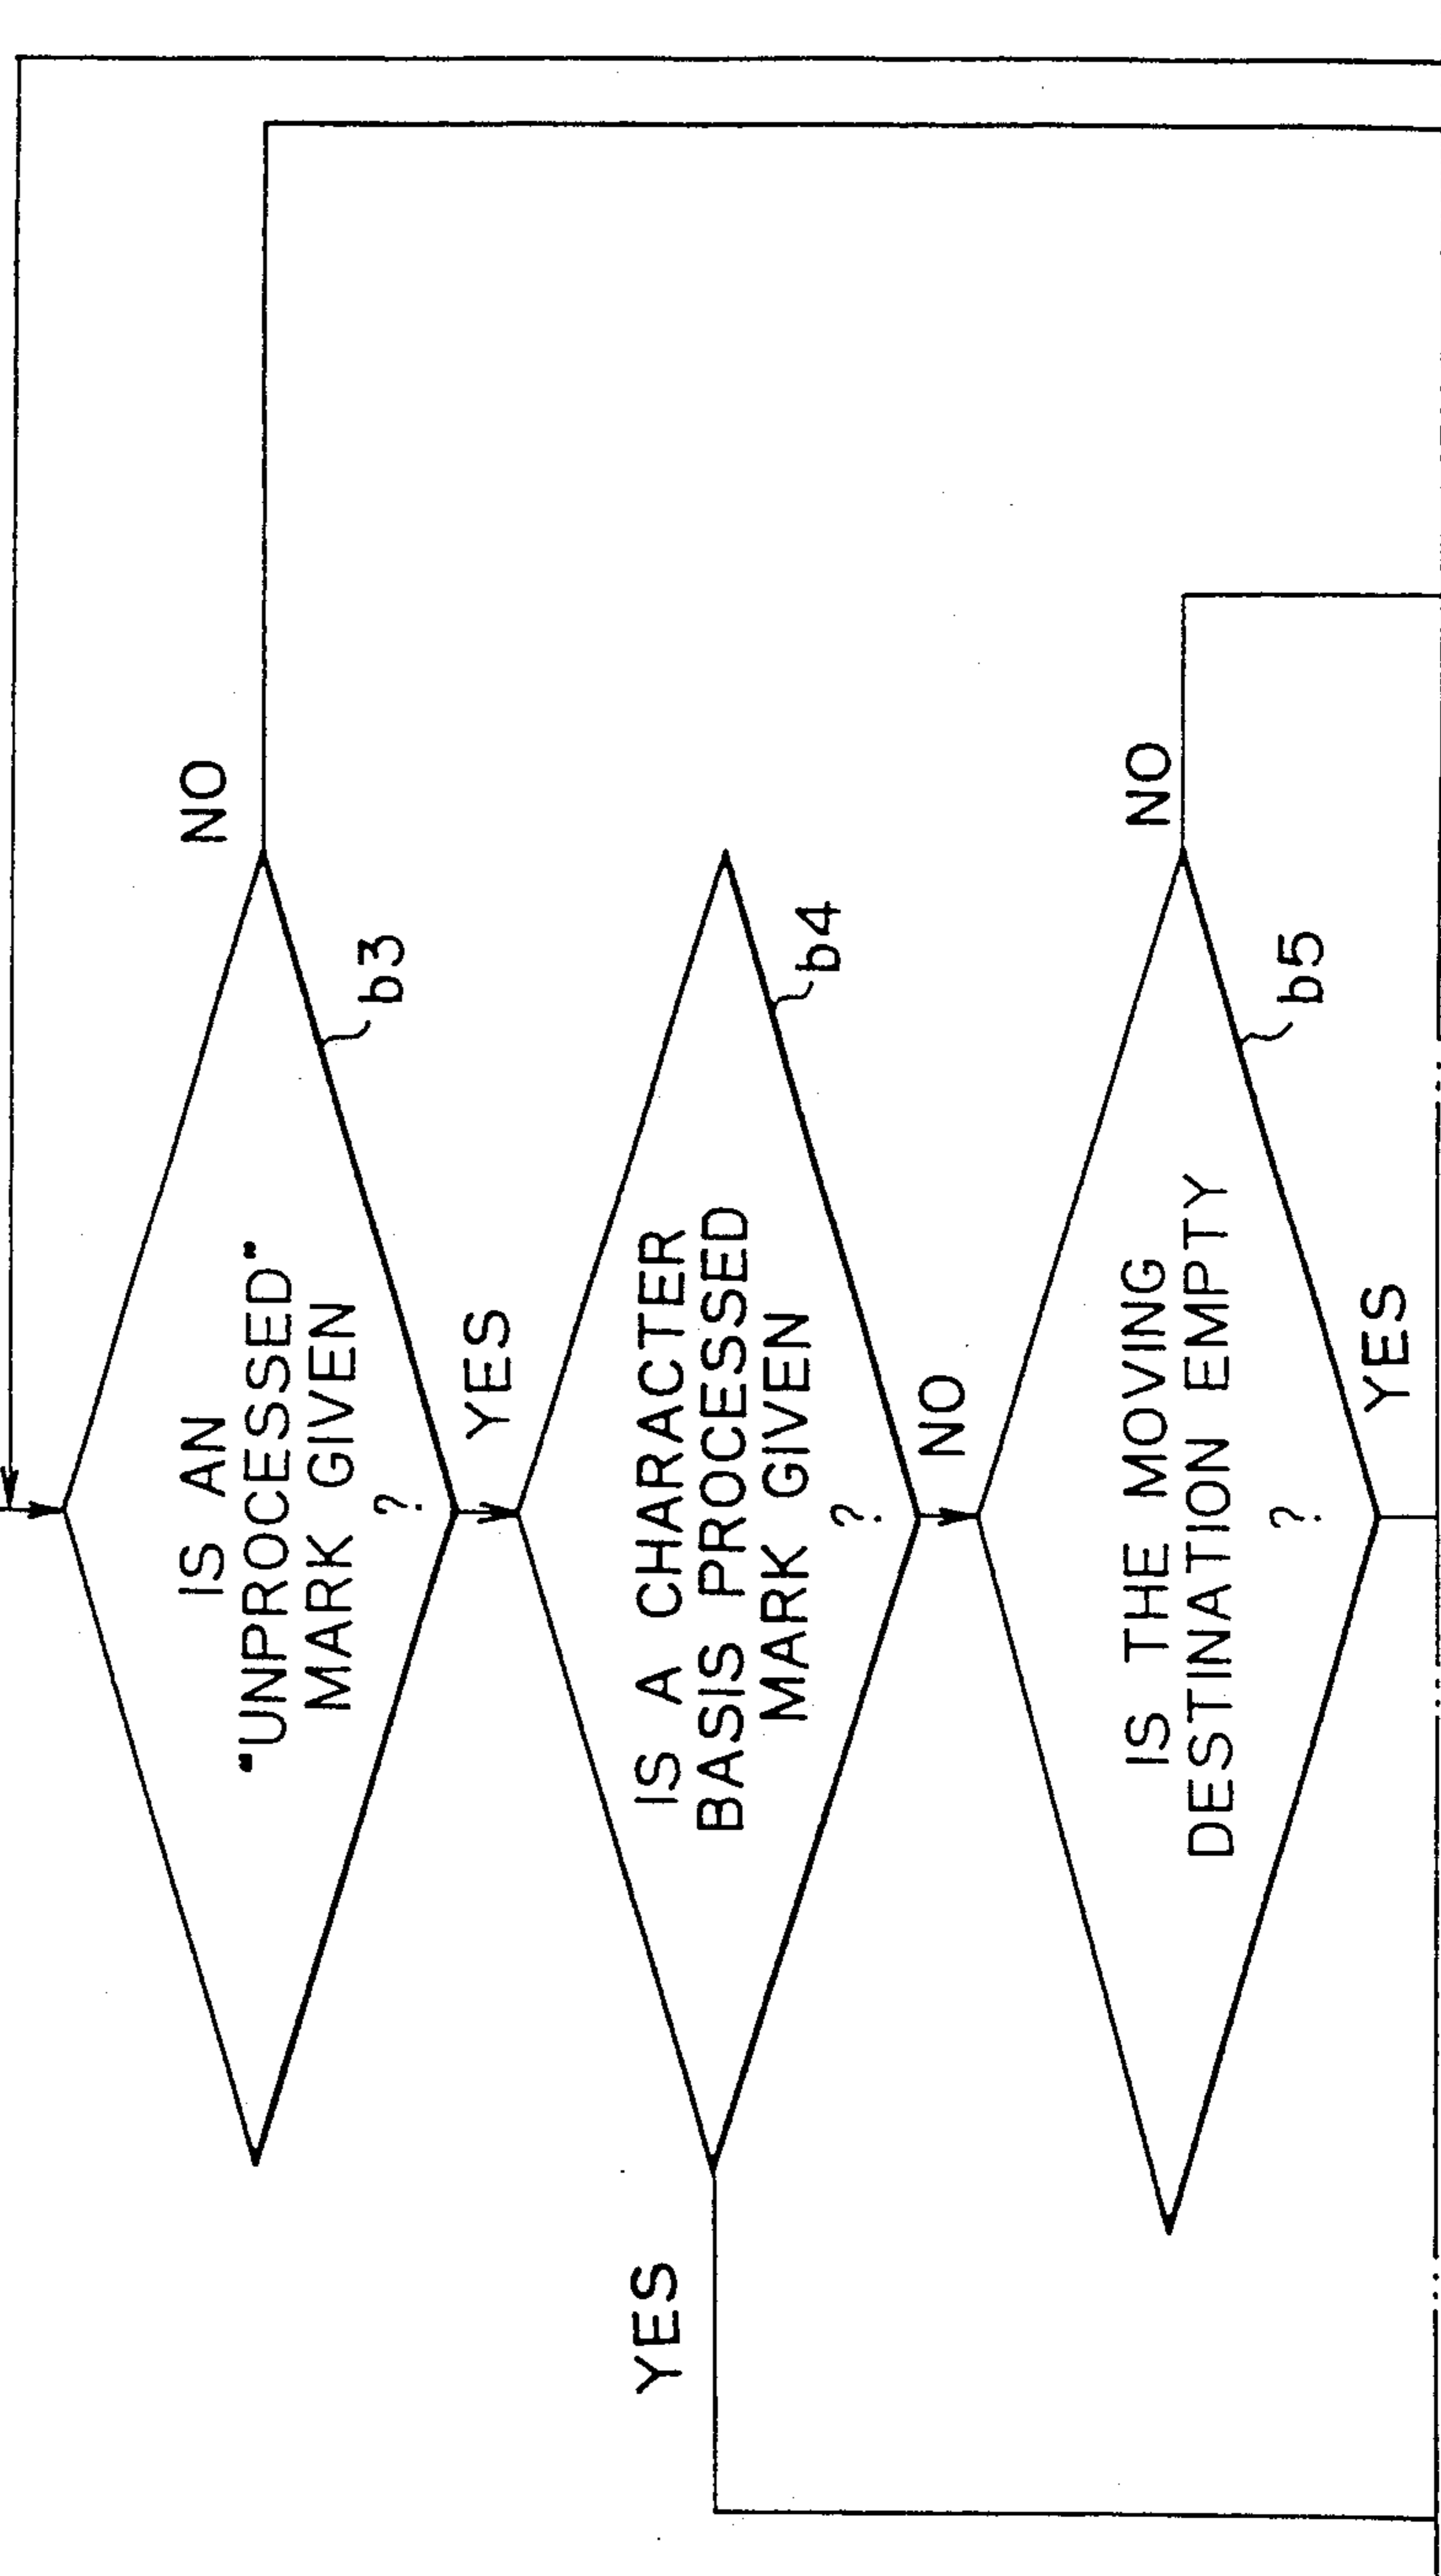 IS AN
"UNPROCESSED"
MARK GIVEN
?
NO
b3
YES
IS A CHARACTER
BASIS PROCESSED
MARK GIVEN
?
YES
b4
NO
IS THE MOVING
DESTINATION EMPTY
?
NO
b5
YES